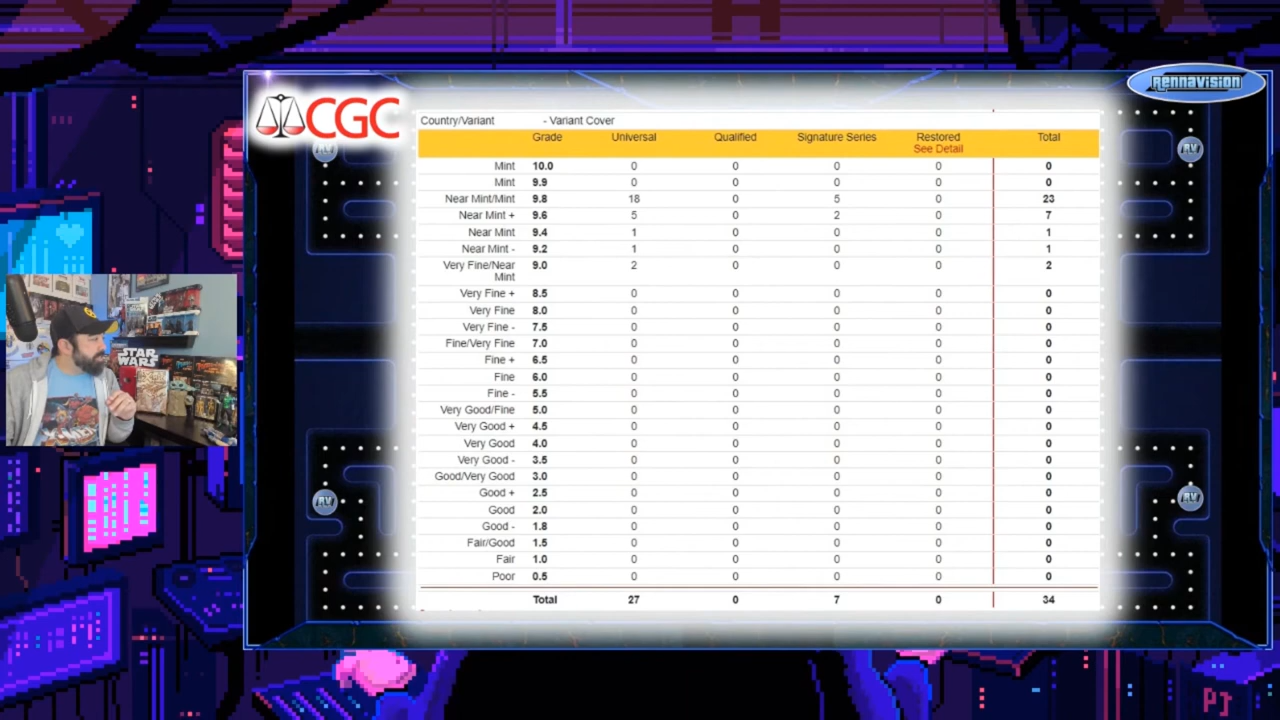 RENNAVISION
CGC
Country/Variant - Variant Cover
Grade Universal Qualified Signature Series Restored Total
See Detail
Mint 10.0 0 0 0 0 0
Mint 9.9 0 0 0 0 0
Near Mint/Mint 9.8 18 0 5 0 23
Near Mint + 9.6 5 0 2 0 7
Near Mint 9.4 1 0 0 0 1
Near Mint - 9.2 1 0 0 0 1
Very Fine/Near 9.0 2 0 0 0 2
Mint
Very Fine + 8.5 0 0 0 0 0
Very Fine 8.0 0 0 0 0 0
Very Fine - 7.5 0 0 0 0 0
Fine/Very Fine 7.0 0 0 0 0 0
Fine + 6.5 0 0 0 0 0
Fine 6.0 0 0 0 0 0
Fine - 5.5 0 0 0 0 0
Very Good/Fine 5.0 0 0 0 0 0
Very Good + 4.5 0 0 0 0 0
Very Good 4.0 0 0 0 0 0
Very Good - 3.5 0 0 0 0 0
Good/Very Good 3.0 0 0 0 0 0
Good + 2.5 0 0 0 0 0
Good 2.0 0 0 0 0 0
Good - 1.8 0 0 0 0 0
Fair/Good 1.5 0 0 0 0 0
Fair 1.0 0 0 0 0 0
Poor 0.5 0 0 0 0 0
Total 27 0 7 0 34
RV
RV
RV
RV
STAR
WARS
PJ